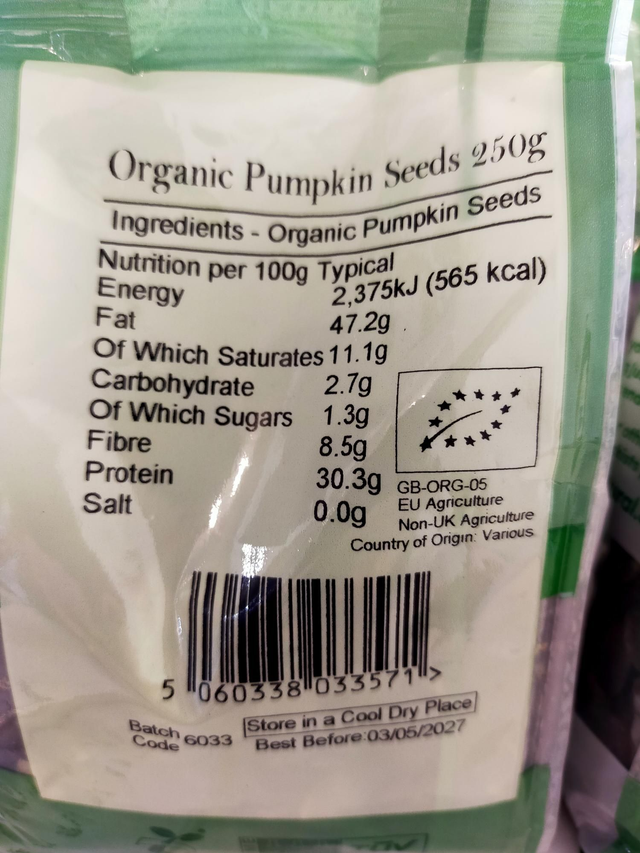 Organic Pumpkin Seeds 250g
Ingredients - Organic Pumpkin Seeds
Nutrition per 100g Typical
Energy 2,375kJ (565 kcal)
Fat 47.2g
Of Which Saturates 11.1g
Carbohydrate 2.7g
Of Which Sugars 1.3g
Fibre 8.5g
Protein 30.3g
Salt 0.0g
GB-ORG-05
EU Agriculture
Non-UK Agriculture
Country of Origin: Various
5 060338 033571 >
Batch Code 6033
Store in a Cool Dry Place
Best Before:03/05/2027